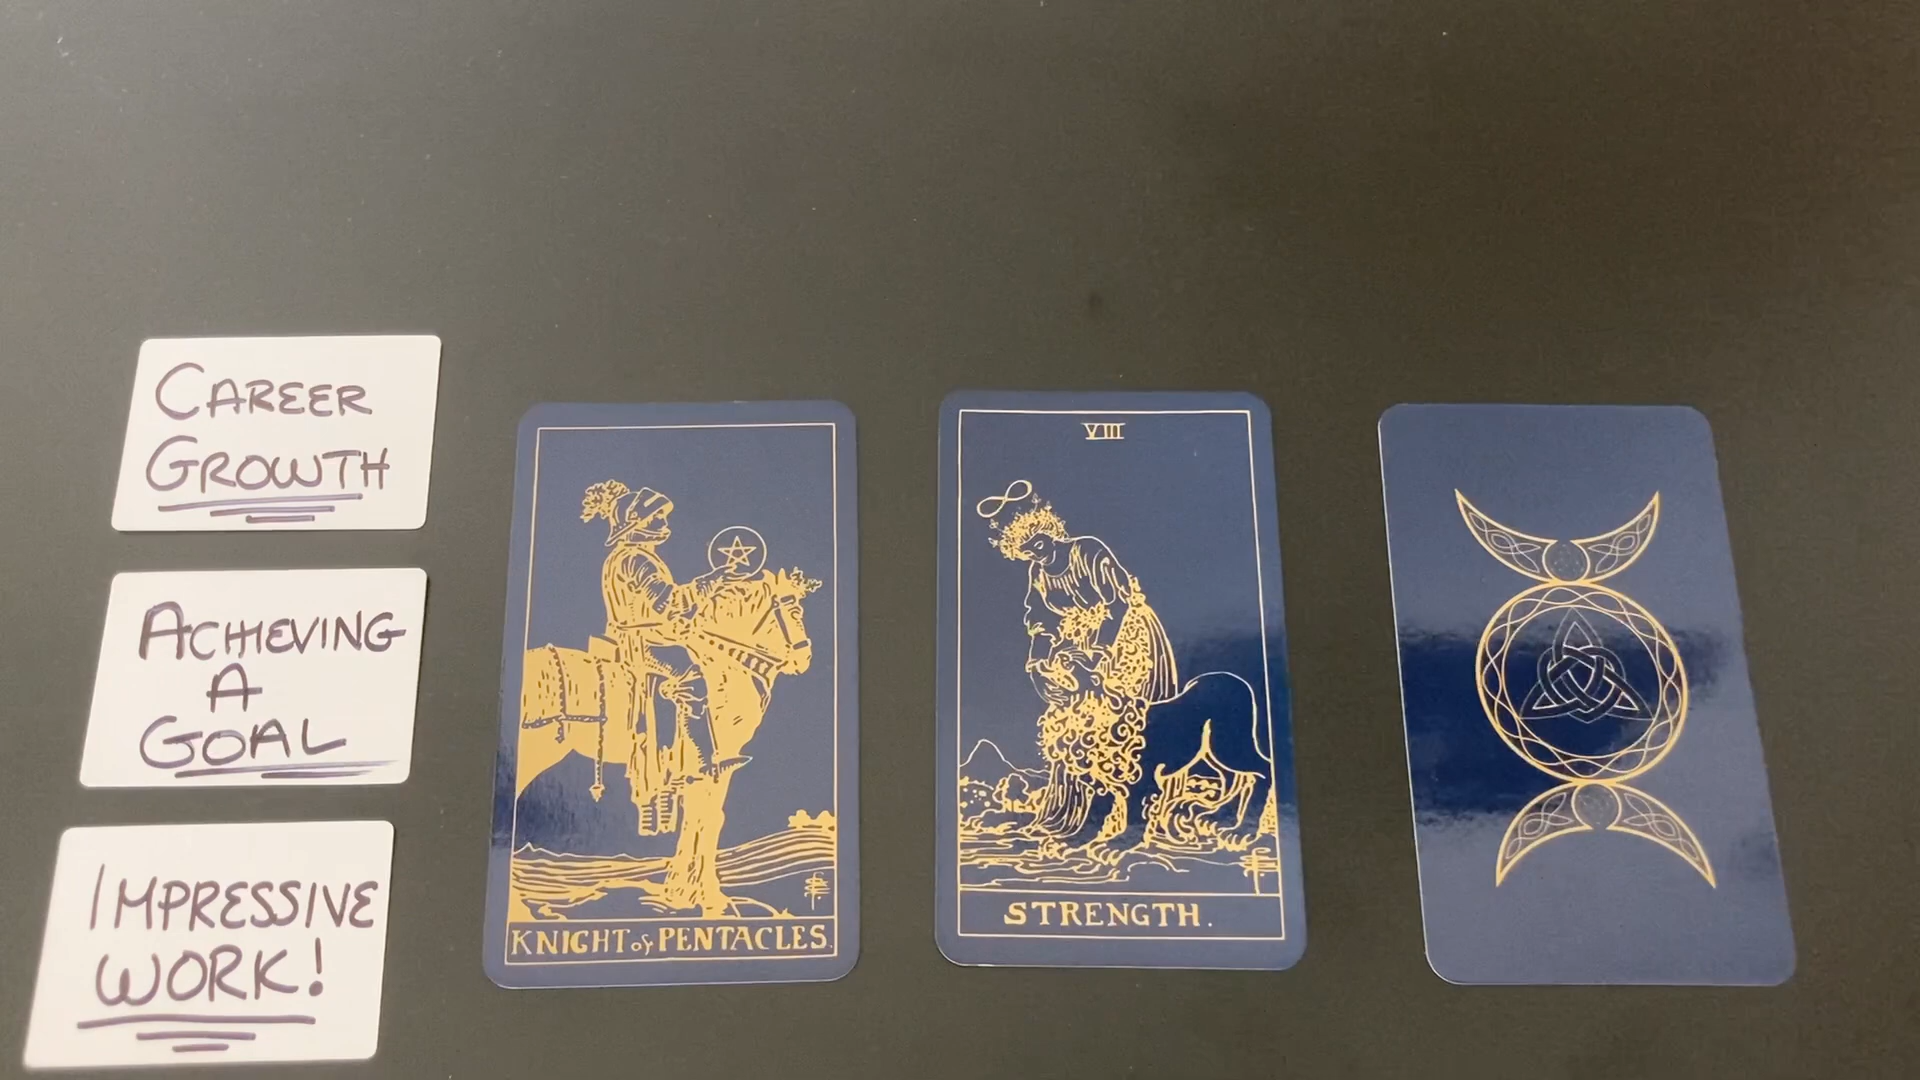 CAREER
GROWTH
ACHIEVING
A
GOAL
IMPRESSIVE
WORK!
KNIGHT of PENTACLES.
VIII
STRENGTH.